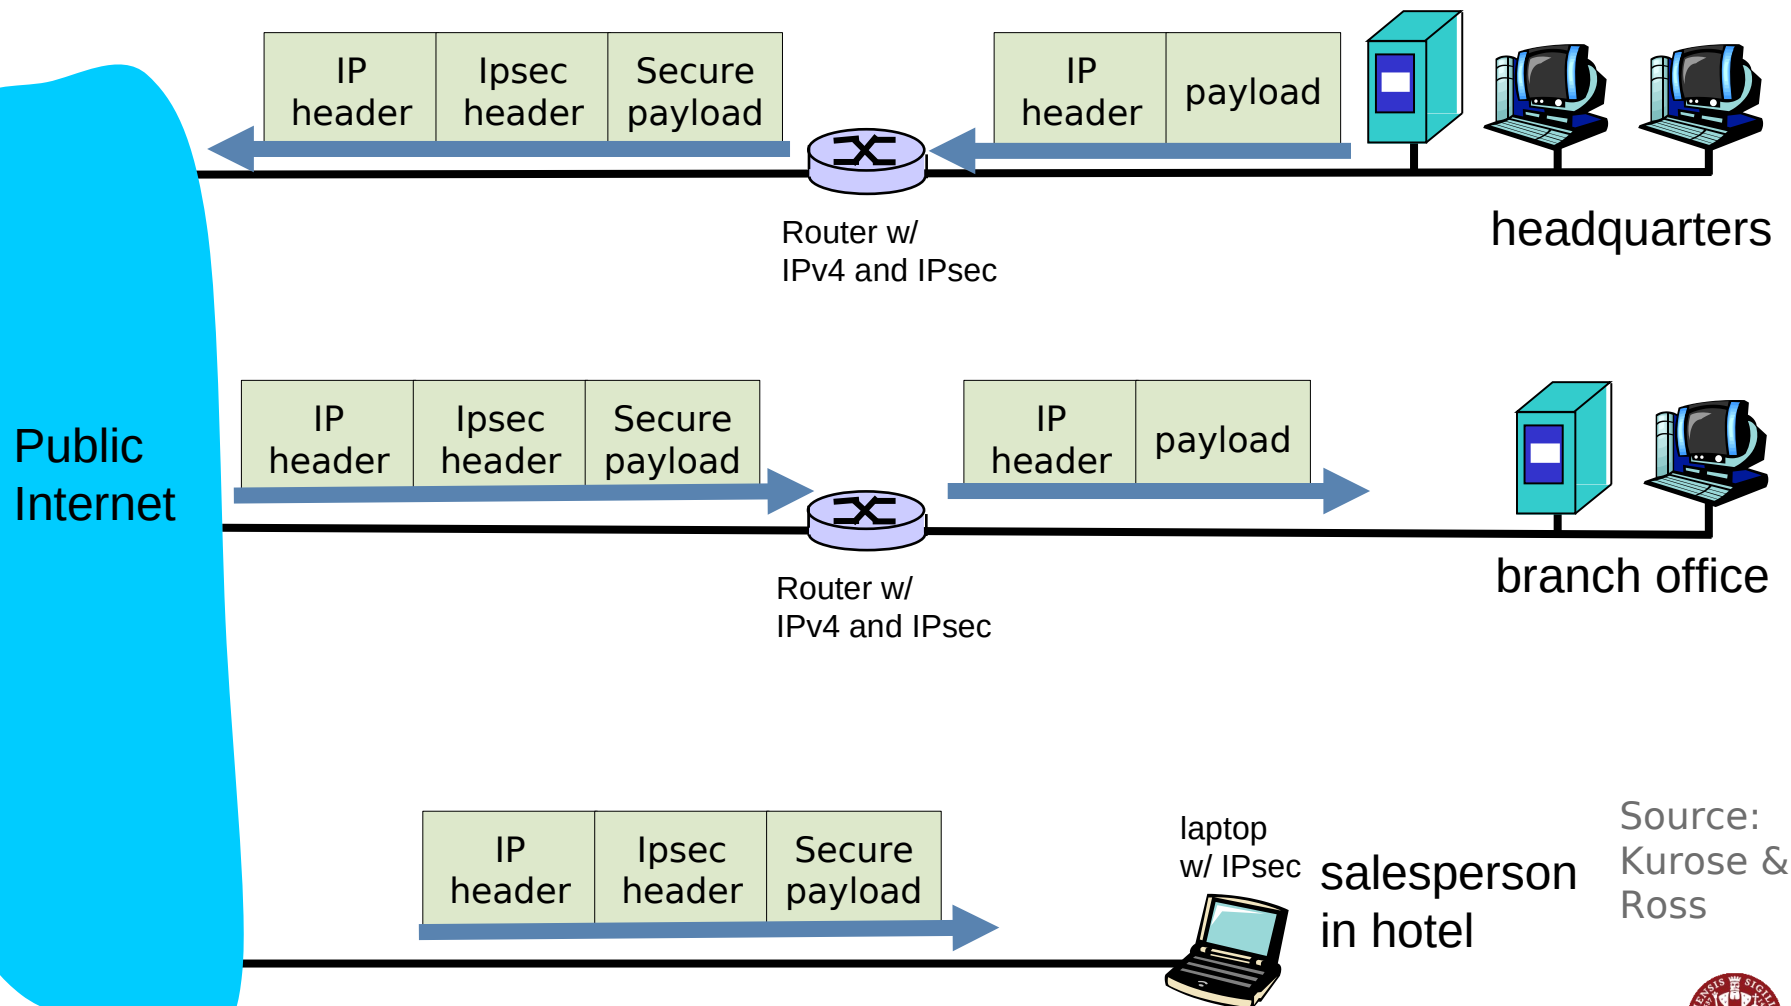 IP
header
Ipsec
header
Secure
payload
IP
header
payload
Router w/
IPv4 and IPsec
headquarters
Public
Internet
IP
header
Ipsec
header
Secure
payload
IP
header
payload
Router w/
IPv4 and IPsec
branch office
IP
header
Ipsec
header
Secure
payload
laptop
w/ IPsec
salesperson
in hotel
Source:
Kurose &
Ross